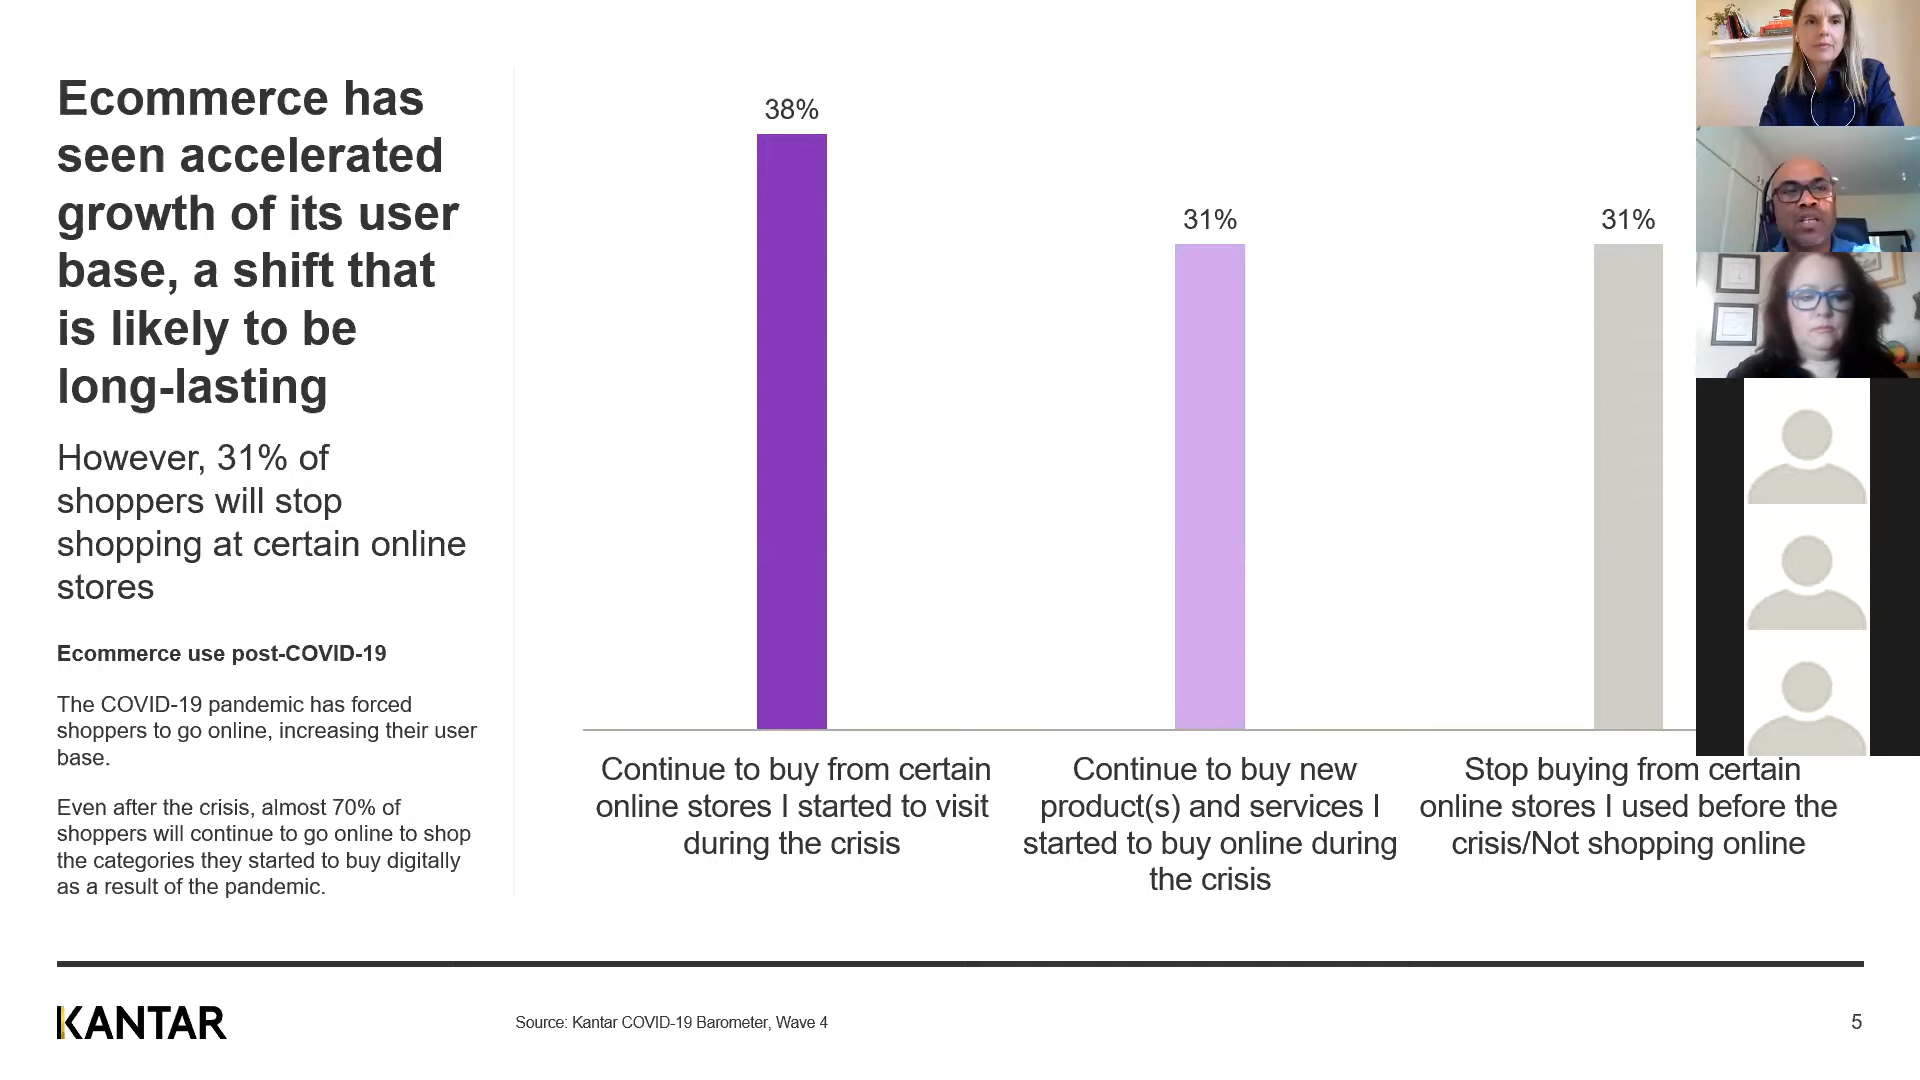 Ecommerce has
seen accelerated
growth of its user
base, a shift that
is likely to be
long-lasting
However, 31% of
shoppers will stop
shopping at certain online
stores
Ecommerce use post-COVID-19
The COVID-19 pandemic has forced
shoppers to go online, increasing their user
base.
Even after the crisis, almost 70% of
shoppers will continue to go online to shop
the categories they started to buy digitally
as a result of the pandemic.
38%
31%
31%
Continue to buy from certain
online stores I started to visit
during the crisis
Continue to buy new
product(s) and services I
started to buy online during
the crisis
Stop buying from certain
online stores I used before the
crisis/Not shopping online
KANTAR
Source: Kantar COVID-19 Barometer, Wave 4
5